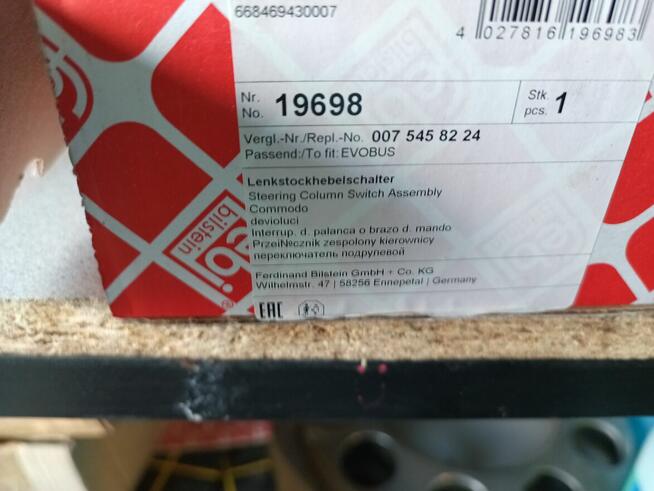 668469430007
4 027816 196983
Nr.
No. 19698
Stk.
pcs. 1
Vergl.-Nr./Repl.-No. 007 545 82 24
Passend:/To fit: EVOBUS
Lenkstockhebelschalter
Steering Column Switch Assembly
Commodo
devioluci
Interrup. d. palanca o brazo d. mando
PrzeiNecznik zespolony kierownicy
переключатель подрулевой
Ferdinand Bilstein GmbH + Co. KG
Wilhelmstr. 47 | 58256 Ennepetal | Germany
EAC
febi
bilstein